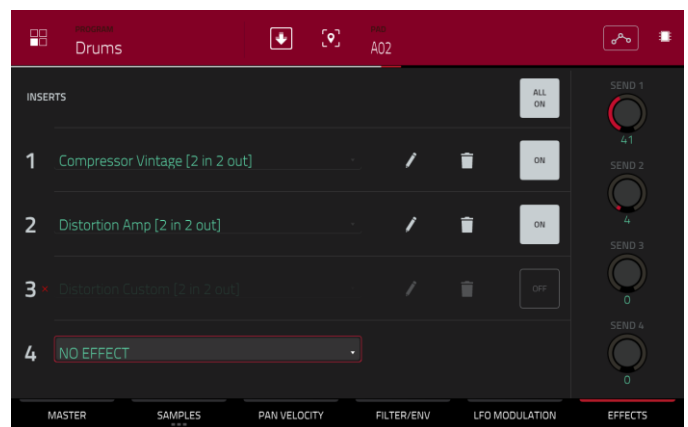 PROGRAM
Drums
PAD
A02
INSERTS
ALL
ON
1
Compressor Vintage [2 in 2 out]
ON
2
Distortion Amp [2 in 2 out]
ON
3
Distortion Custom [2 in 2 out]
OFF
4
NO EFFECT
SEND 1
41
SEND 2
4
SEND 3
0
SEND 4
0
MASTER
SAMPLES
PAN VELOCITY
FILTER/ENV
LFO MODULATION
EFFECTS